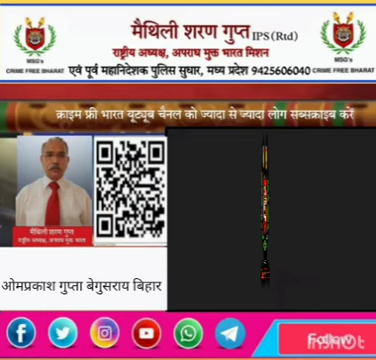 मैथिली शरण गुप्त IPS (Rtd)
राष्ट्रीय अध्यक्ष, अपराध मुक्त भारत मिशन
एवं पूर्व महानिदेशक पुलिस सुधार, मध्य प्रदेश 9425606040
MSG's
CRIME FREE BHARAT
MSG's
CRIME FREE BHARAT
क्राइम फ्री भारत यूट्यूब चैनल को ज्यादा से ज्यादा लोग सब्सक्राइब करें
मैथिली शरण गुप्त
राष्ट्रीय अध्यक्ष, अपराध मुक्त भारत
ओमप्रकाश गुप्ता बेगुसराय बिहार
Follow
InShOt